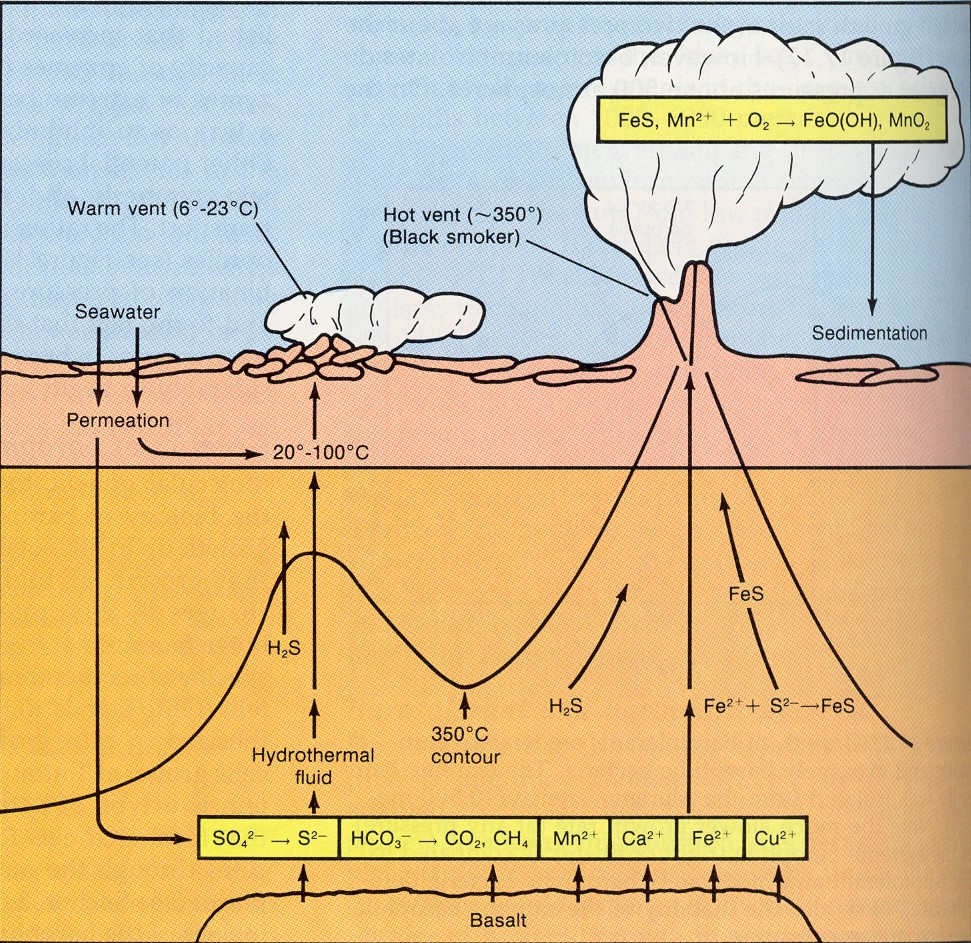 FeS, Mn²⁺ + O₂ → FeO(OH), MnO₂
Warm vent (6°-23°C)
Hot vent (~350°)
(Black smoker)
Seawater
Sedimentation
Permeation
20°-100°C
FeS
H₂S
H₂S
Fe²⁺ + S²⁻→FeS
350°C
contour
Hydrothermal
fluid
SO₄²⁻ → S²⁻
HCO₃⁻ → CO₂, CH₄
Mn²⁺
Ca²⁺
Fe²⁺
Cu²⁺
Basalt